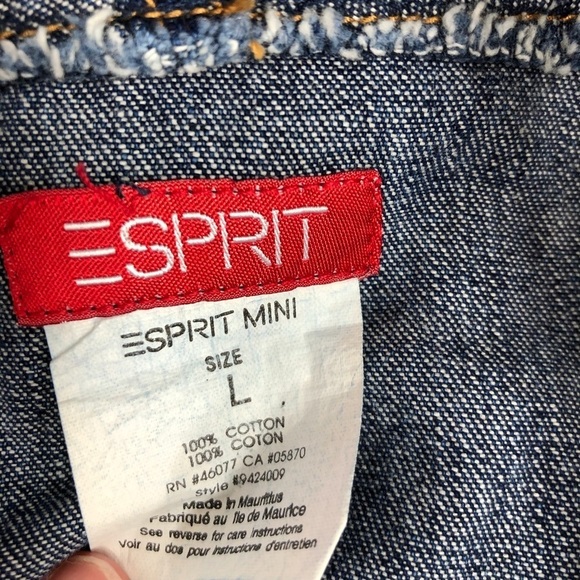 ESPRIT
ESPRIT MINI
SIZE
L
100% COTTON
100% COTON
RN #46077 CA #05870
Style #9424009
Made in Mauritius
Fabriqué au Ile de Maurice
See reverse for care instructions
Voir au dos pour instructions d'entretien